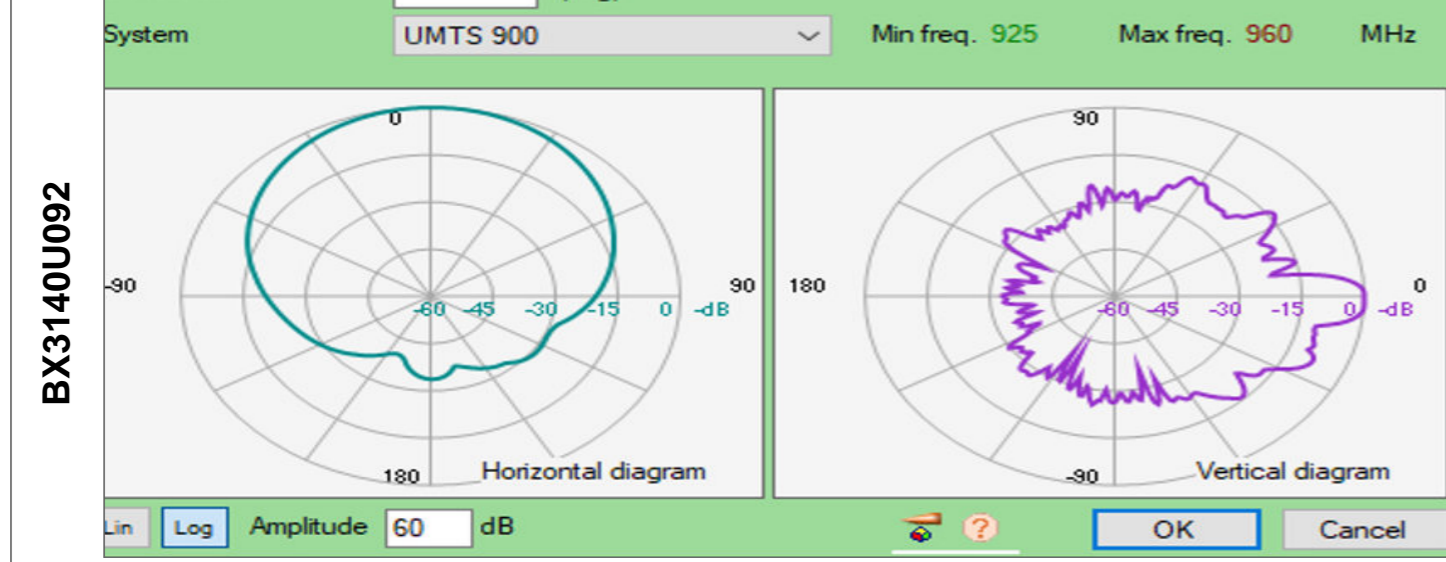 BX3140U092
System
UMTS 900
Min freq. 925
Max freq. 960
MHz
0
-90
90
-60
-45
-30
-15
0
-dB
180
Horizontal diagram
90
180
0
-60
-45
-30
-15
0
-dB
-90
Vertical diagram
Lin
Log
Amplitude
60
dB
?
OK
Cancel